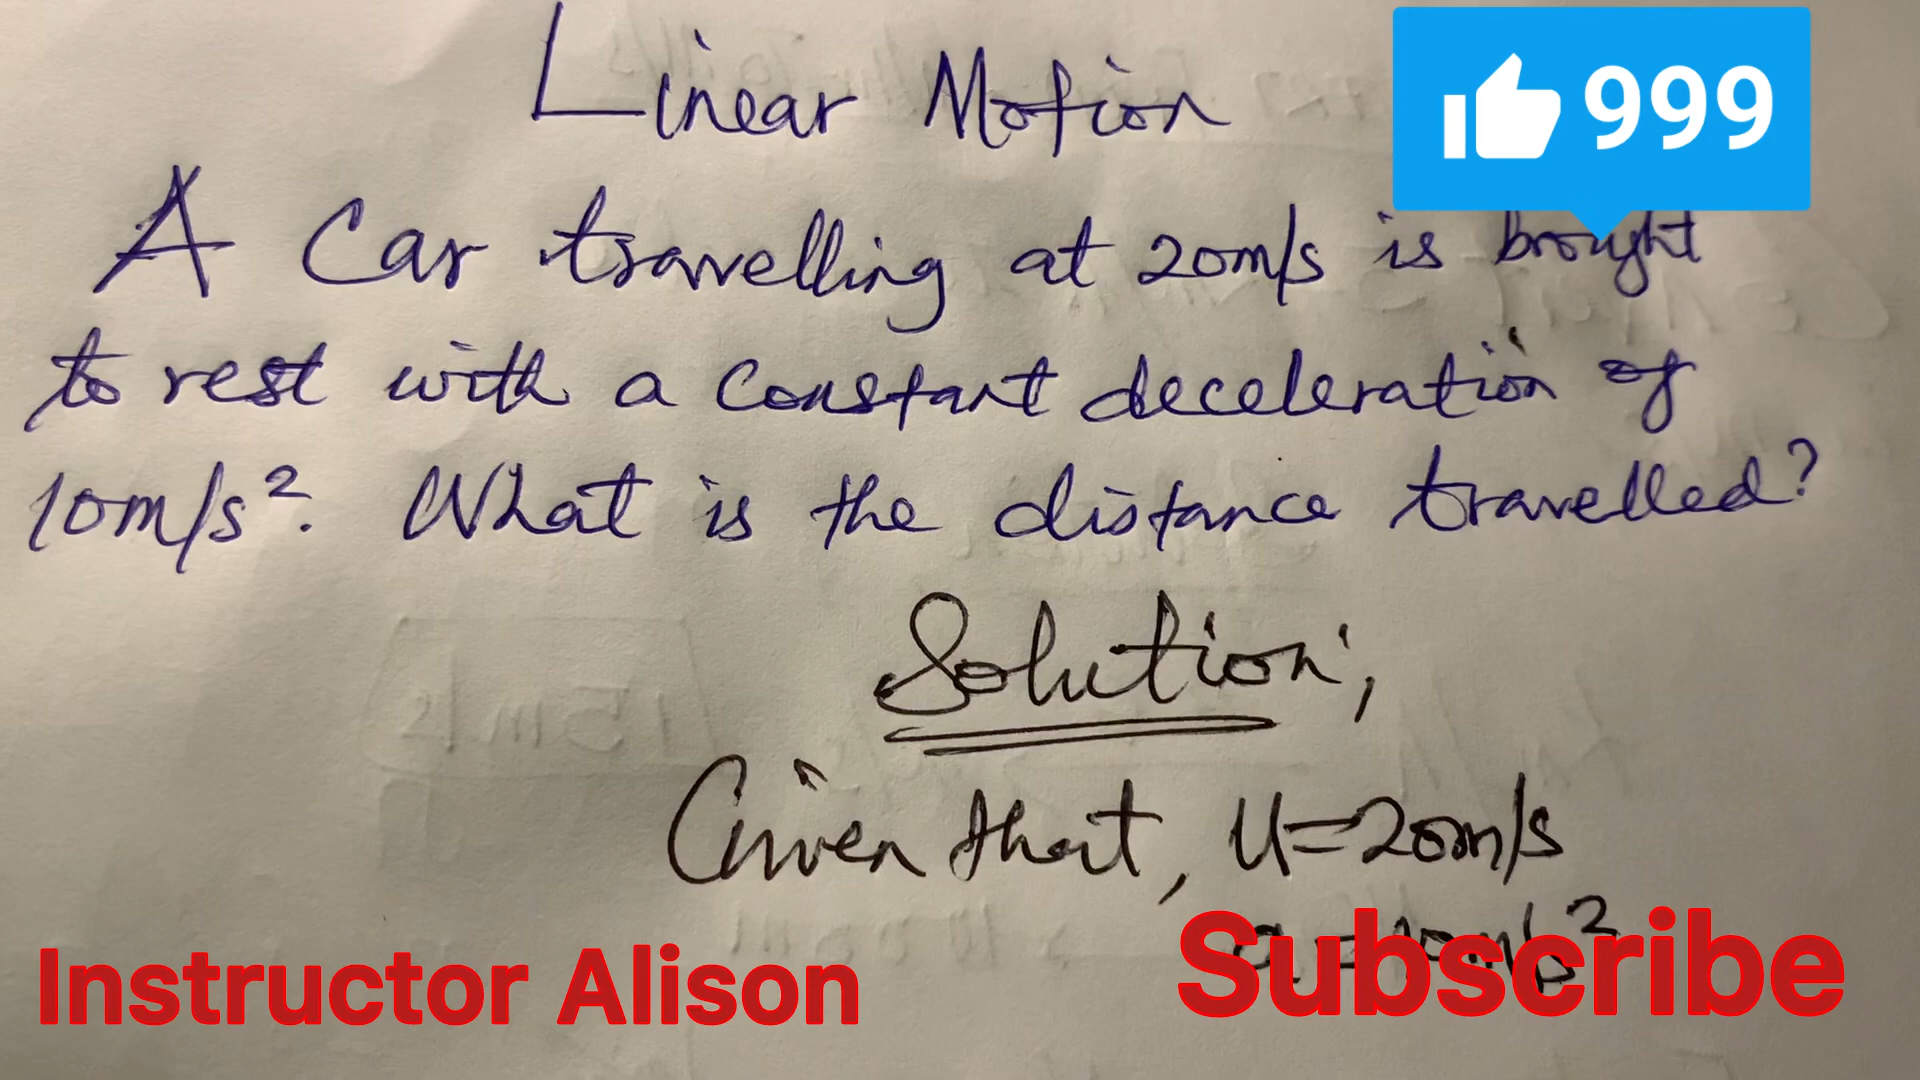 Linear Motion
999
A Car travelling at 20m/s is brought
to rest with a constant deceleration of
10m/s². What is the distance travelled?
Solution;
Given that, u=20m/s
Instructor Alison
Subscribe